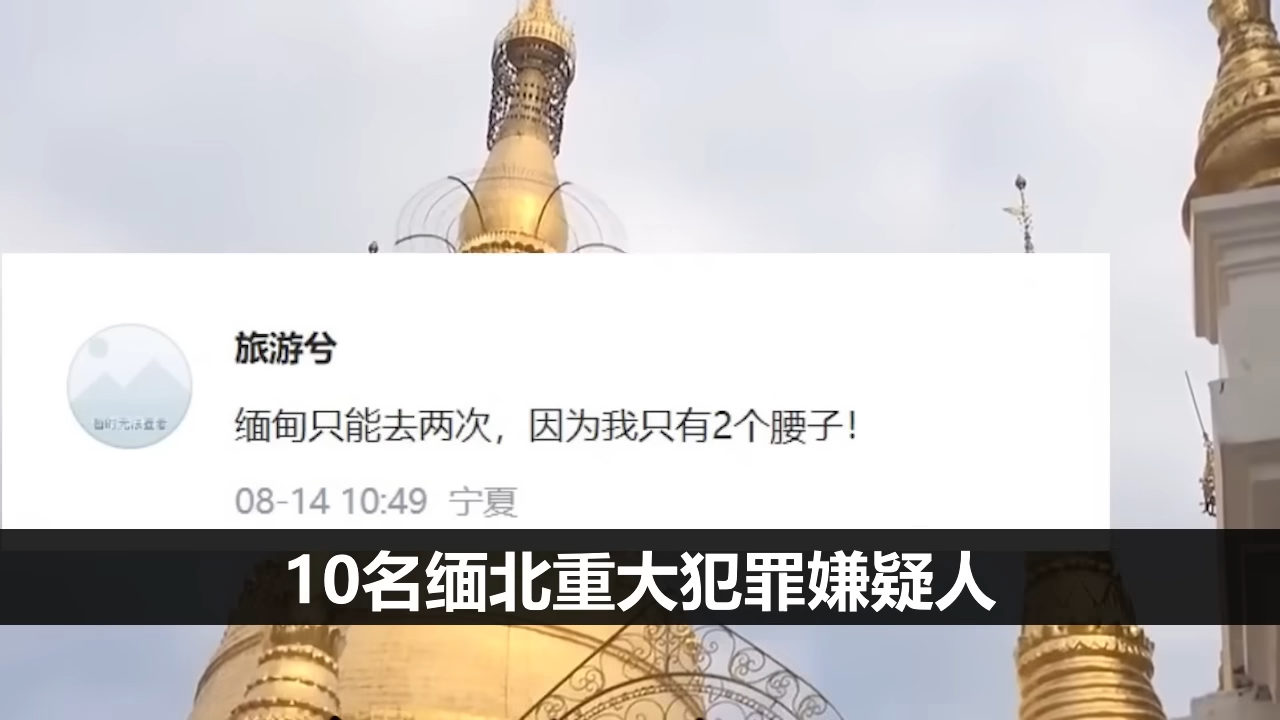 旅游兮
缅甸只能去两次，因为我只有2个腰子！
08-14 10:49 宁夏
10名缅北重大犯罪嫌疑人